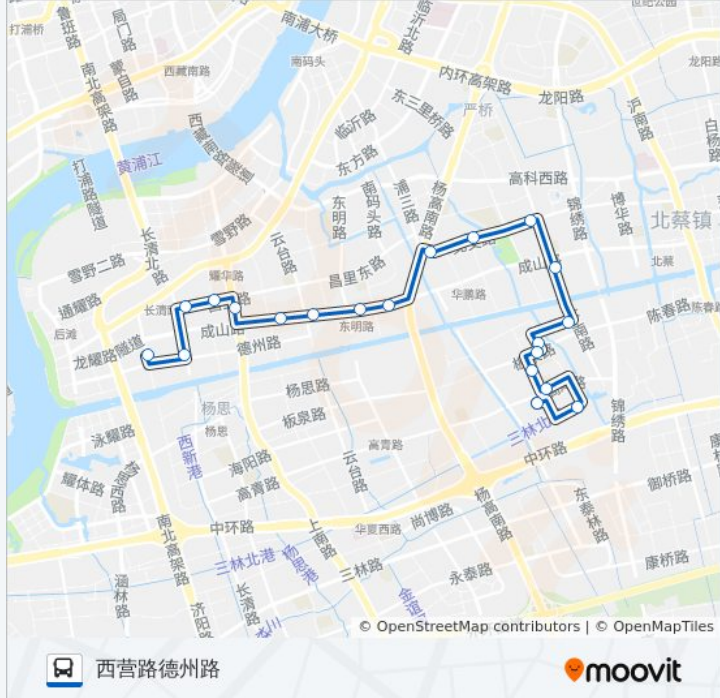 世纪公园
打浦桥
鲁班路
局门路
南浦大桥
临沂北路
南北高架路
蒙自路
西藏南路
南码头
内环高架路
龙阳路
龙阳路
东三里桥路
严桥
沪南路
临沂路
西藏南路隧道
白杨路
黄浦江
打浦路隧道
东方路
高科西路
东明路
南码头路
浦三路
杨高南路
锦绣路
博华路
北蔡镇
长清北路
雪野路
云台路
雪野二路
耀华路
昌里东路
成山
北蔡
通耀路
长清
华鹏路
陈春路
陈春
后滩
成山路
东明路
龙耀路隧道
德州路
南路
杨思路
杨思
杨思
板泉路
锦绣路
泳耀路
西新港
高青路
三林北
中环路
海阳路
耀体路
云台路
高青路
御桥路
中环路
上南路
华夏西路
尚博路
杨高南路
东泰林路
南北高架路
三林北港
杨思港
三林路
永泰路
康桥路
涵林路
长清路
济阳
© OpenStreetMap contributors | © OpenMapTiles
西营路德州路
moovit